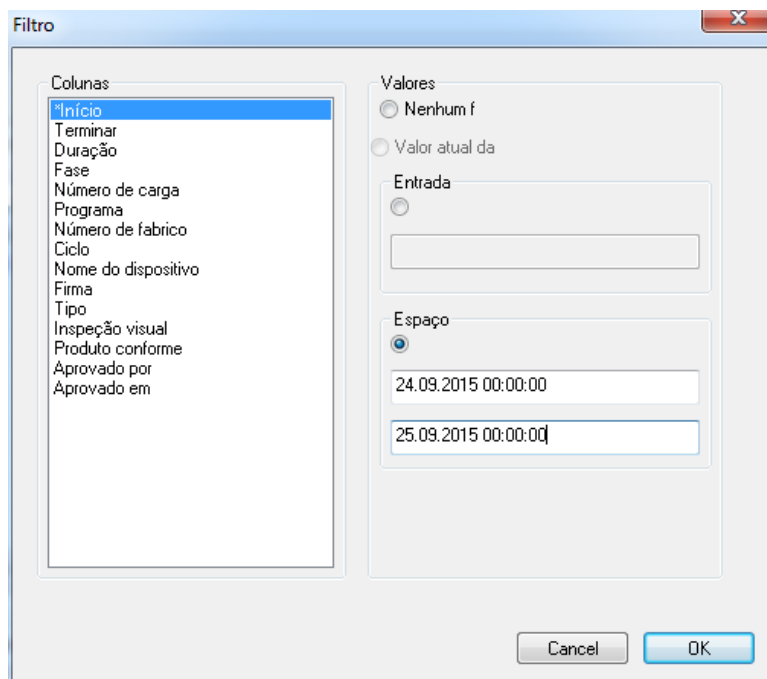 Filtro
Colunas
*Início
Terminar
Duração
Fase
Número de carga
Programa
Número de fabrico
Ciclo
Nome do dispositivo
Firma
Tipo
Inspeção visual
Produto conforme
Aprovado por
Aprovado em
Valores
Nenhum f
Valor atual da
Entrada
Espaço
24.09.2015 00:00:00
25.09.2015 00:00:00
Cancel
OK